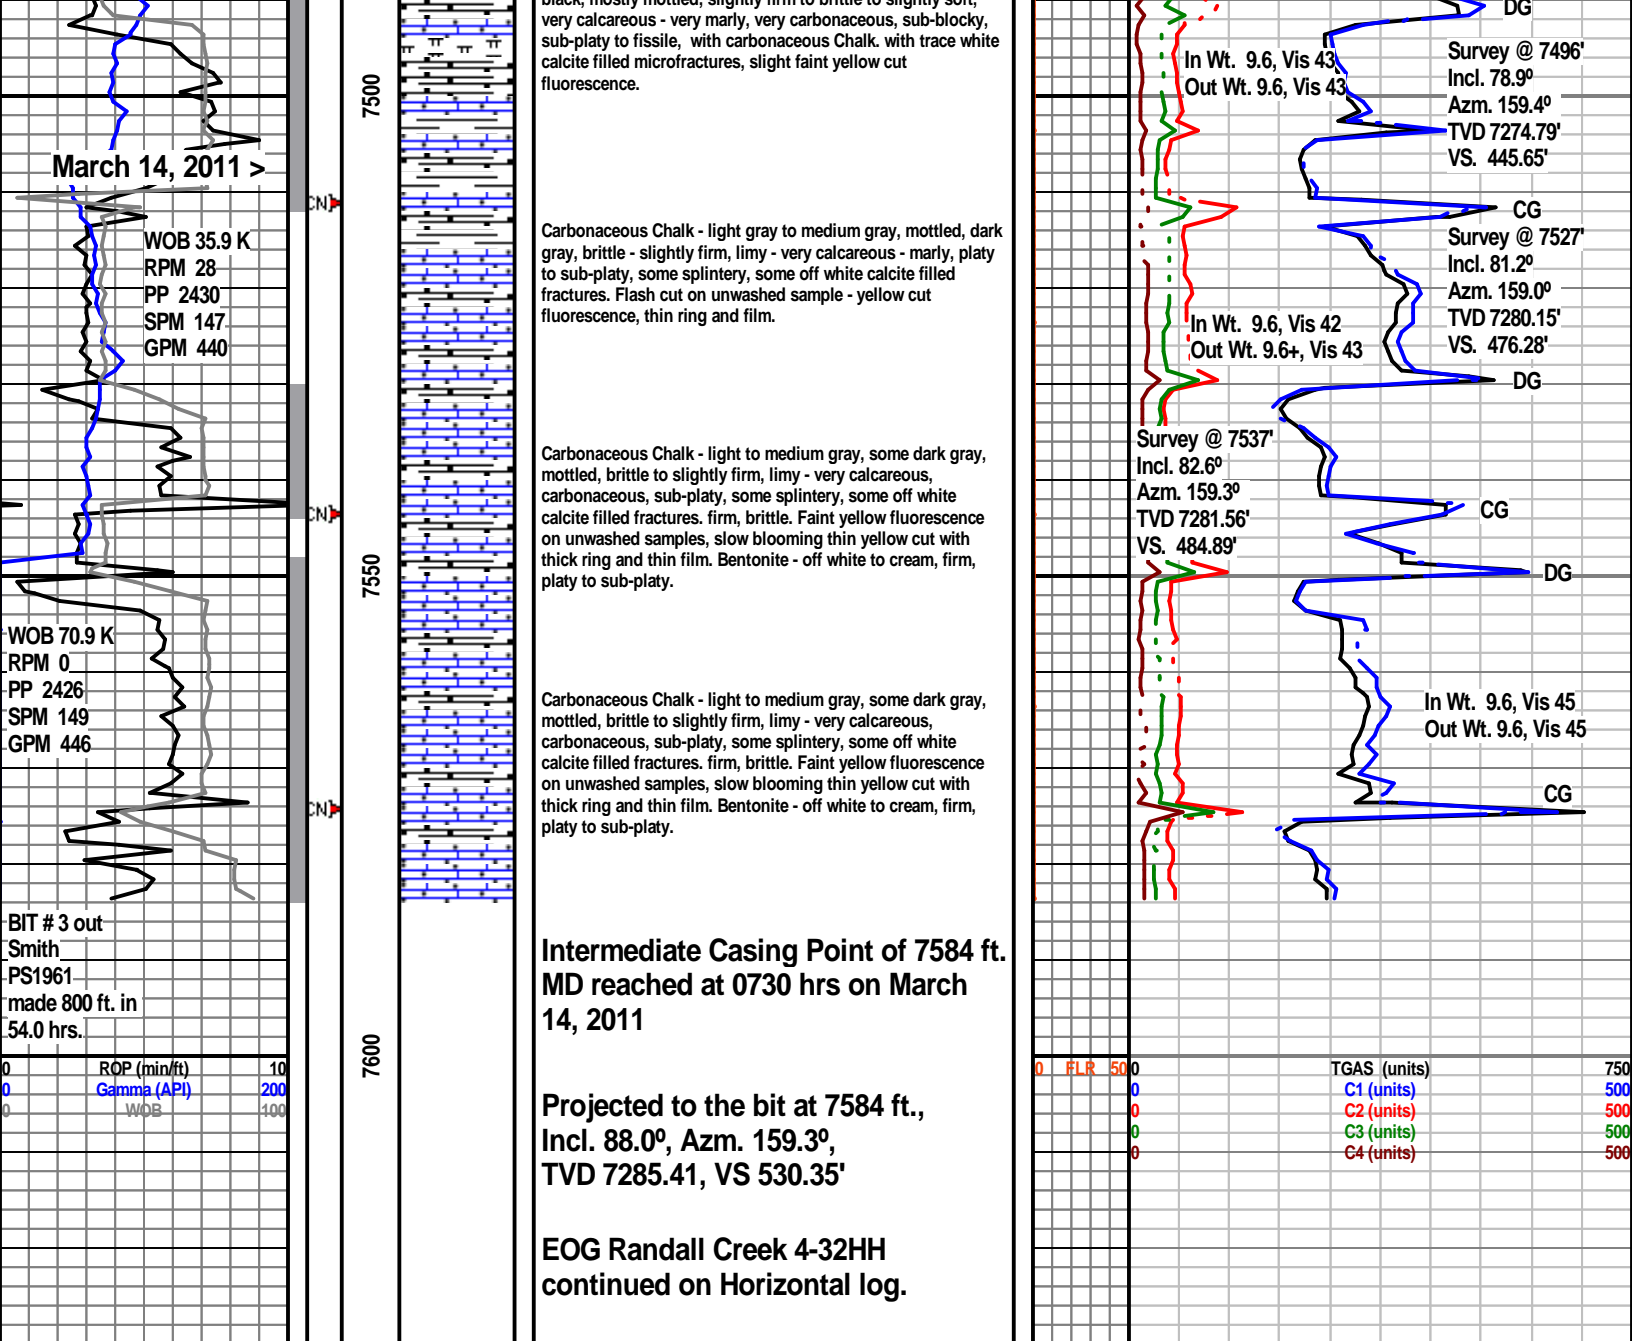 black, mostly mottled, slightly firm to brittle to slightly soft,
very calcareous - very marly, very carbonaceous, sub-blocky,
sub-platy to fissile, with carbonaceous Chalk. with trace white
calcite filled microfractures, slight faint yellow cut
fluorescence.
March 14, 2011 >
WOB 35.9 K
RPM 28
PP 2430
SPM 147
GPM 440
WOB 70.9 K
RPM 0
PP 2426
SPM 149
GPM 446
BIT # 3 out
Smith
PS1961
made 800 ft. in
54.0 hrs.
0 ROP (min/ft) 10
0 Gamma (API) 200
0 WOB 100
CN]
CN]
CN]
7500
7550
7600
Carbonaceous Chalk - light gray to medium gray, mottled, dark
gray, brittle - slightly firm, limy - very calcareous - marly, platy
to sub-platy, some splintery, some off white calcite filled
fractures. Flash cut on unwashed sample - yellow cut
fluorescence, thin ring and film.
Carbonaceous Chalk - light to medium gray, some dark gray,
mottled, brittle to slightly firm, limy - very calcareous,
carbonaceous, sub-platy, some splintery, some off white
calcite filled fractures. firm, brittle. Faint yellow fluorescence
on unwashed samples, slow blooming thin yellow cut with
thick ring and thin film. Bentonite - off white to cream, firm,
platy to sub-platy.
Carbonaceous Chalk - light to medium gray, some dark gray,
mottled, brittle to slightly firm, limy - very calcareous,
carbonaceous, sub-platy, some splintery, some off white
calcite filled fractures. firm, brittle. Faint yellow fluorescence
on unwashed samples, slow blooming thin yellow cut with
thick ring and thin film. Bentonite - off white to cream, firm,
platy to sub-platy.
Intermediate Casing Point of 7584 ft.
MD reached at 0730 hrs on March
14, 2011
Projected to the bit at 7584 ft.,
Incl. 88.0º, Azm. 159.3º,
TVD 7285.41, VS 530.35'
EOG Randall Creek 4-32HH
continued on Horizontal log.
DG
In Wt. 9.6, Vis 43
Out Wt. 9.6, Vis 43
Survey @ 7496'
Incl. 78.9º
Azm. 159.4º
TVD 7274.79'
VS. 445.65'
CG
Survey @ 7527'
Incl. 81.2º
Azm. 159.0º
TVD 7280.15'
VS. 476.28'
In Wt. 9.6, Vis 42
Out Wt. 9.6+, Vis 43
DG
Survey @ 7537'
Incl. 82.6º
Azm. 159.3º
TVD 7281.56'
VS. 484.89'
CG
DG
In Wt. 9.6, Vis 45
Out Wt. 9.6, Vis 45
CG
0 FLR 50
0 TGAS (units) 750
0 C1 (units) 500
0 C2 (units) 500
0 C3 (units) 500
0 C4 (units) 500